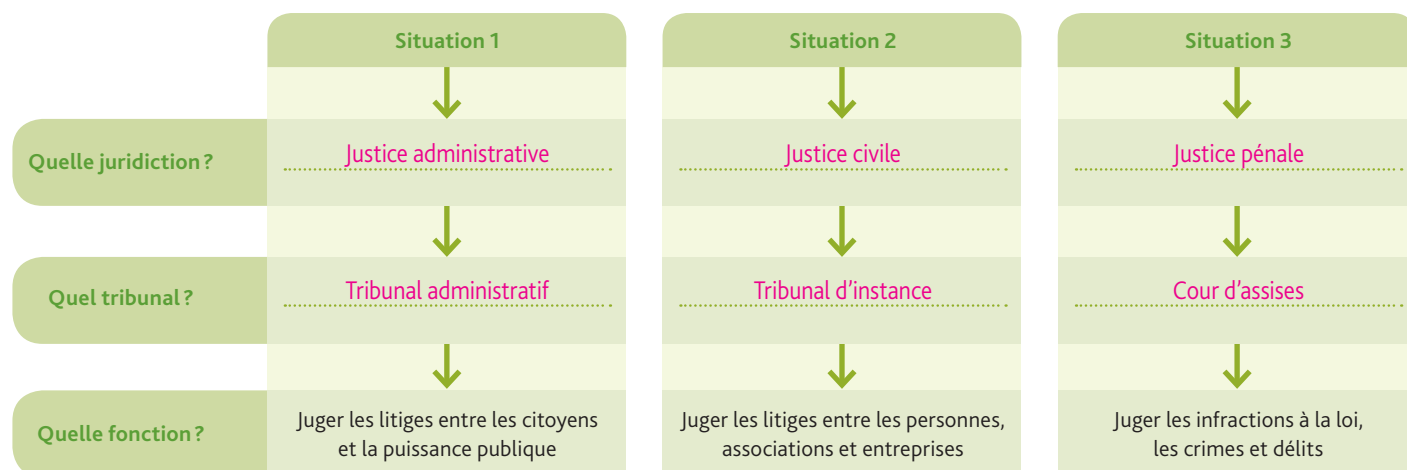 Situation 1
Situation 2
Situation 3
Quelle juridiction ?
Justice administrative
Justice civile
Justice pénale
Quel tribunal ?
Tribunal administratif
Tribunal d'instance
Cour d'assises
Quelle fonction ?
Juger les litiges entre les citoyens
et la puissance publique
Juger les litiges entre les personnes,
associations et entreprises
Juger les infractions à la loi,
les crimes et délits